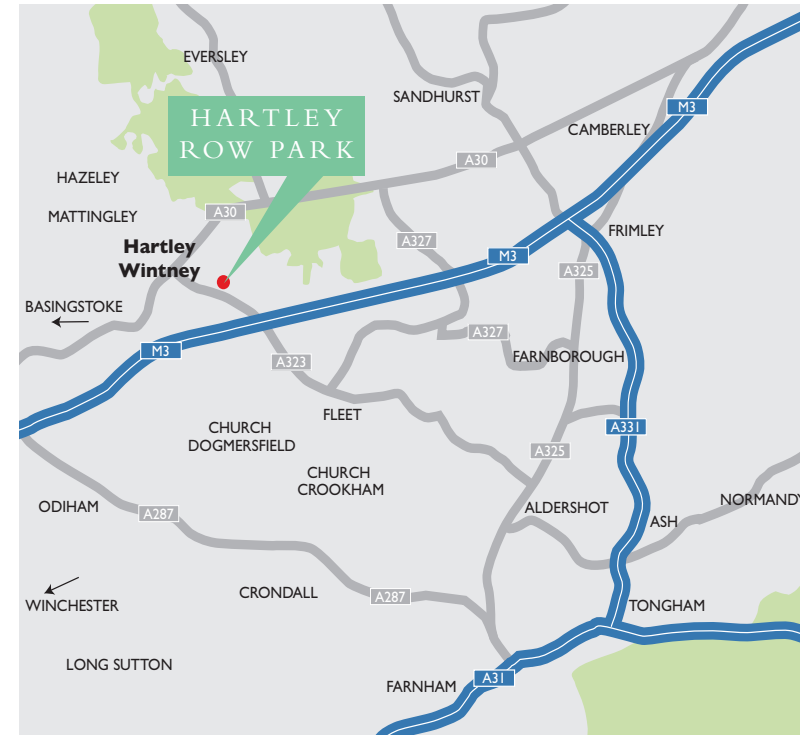 EVERSLEY
SANDHURST
HARTLEY
ROW PARK
M3
CAMBERLEY
A30
HAZELEY
MATTINGLEY
A30
Hartley
Wintney
A327
M3
FRIMLEY
A325
BASINGSTOKE
M3
A327
A323
FARNBOROUGH
FLEET
CHURCH
DOGMERSFIELD
A331
A325
CHURCH
CROOKHAM
ODIHAM
A287
ALDERSHOT
NORMANDY
ASH
CRONDALL
A287
WINCHESTER
TONGHAM
LONG SUTTON
FARNHAM
A31